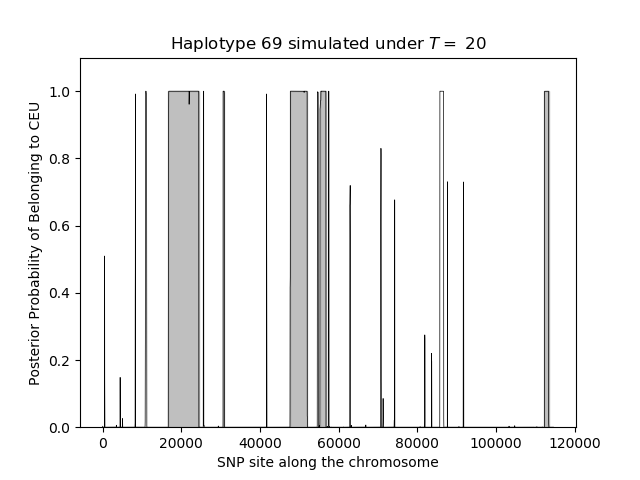 Haplotype 69 simulated under T = 20
Posterior Probability of Belonging to CEU
1.0
0.8
0.6
0.4
0.2
0.0
0 20000 40000 60000 80000 100000 120000
SNP site along the chromosome